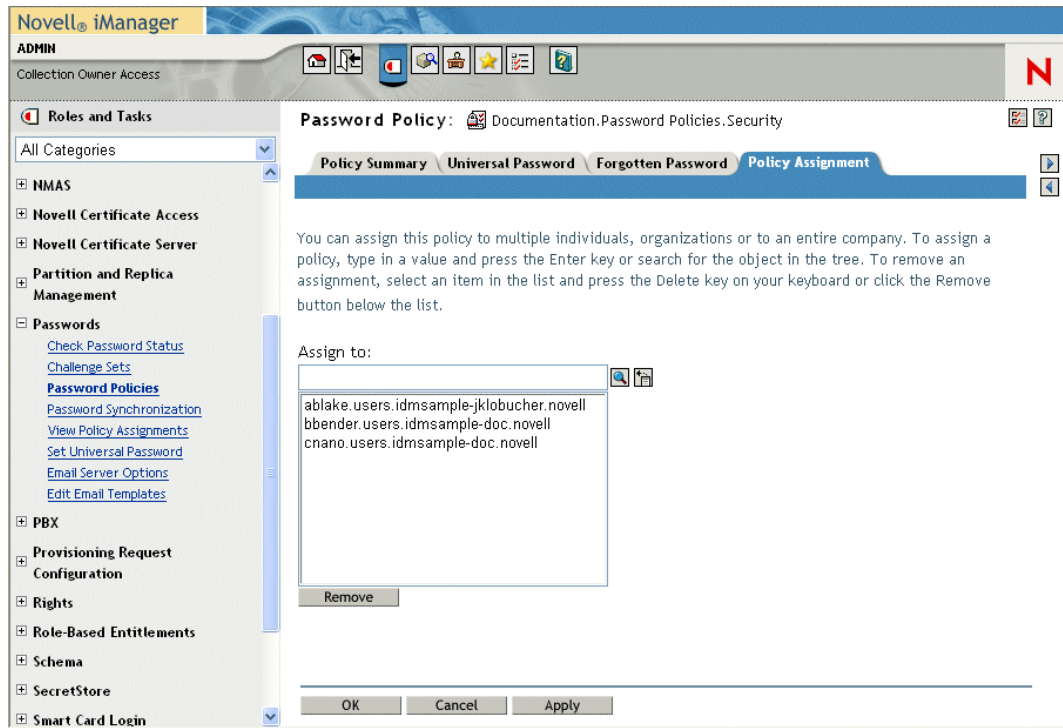 Novell® iManager
ADMIN
Collection Owner Access
N
Roles and Tasks
All Categories
NMAS
Novell Certificate Access
Novell Certificate Server
Partition and Replica
Management
Passwords
Check Password Status
Challenge Sets
Password Policies
Password Synchronization
View Policy Assignments
Set Universal Password
Email Server Options
Edit Email Templates
PBX
Provisioning Request
Configuration
Rights
Role-Based Entitlements
Schema
SecretStore
Smart Card Login
Password Policy: Documentation.Password Policies.Security
?
Policy Summary Universal Password Forgotten Password Policy Assignment
You can assign this policy to multiple individuals, organizations or to an entire company. To assign a
policy, type in a value and press the Enter key or search for the object in the tree. To remove an
assignment, select an item in the list and press the Delete key on your keyboard or click the Remove
button below the list.
Assign to:
ablake.users.idmsample-jklobucher.novell
bbender.users.idmsample-doc.novell
cnano.users.idmsample-doc.novell
Remove
OK Cancel Apply